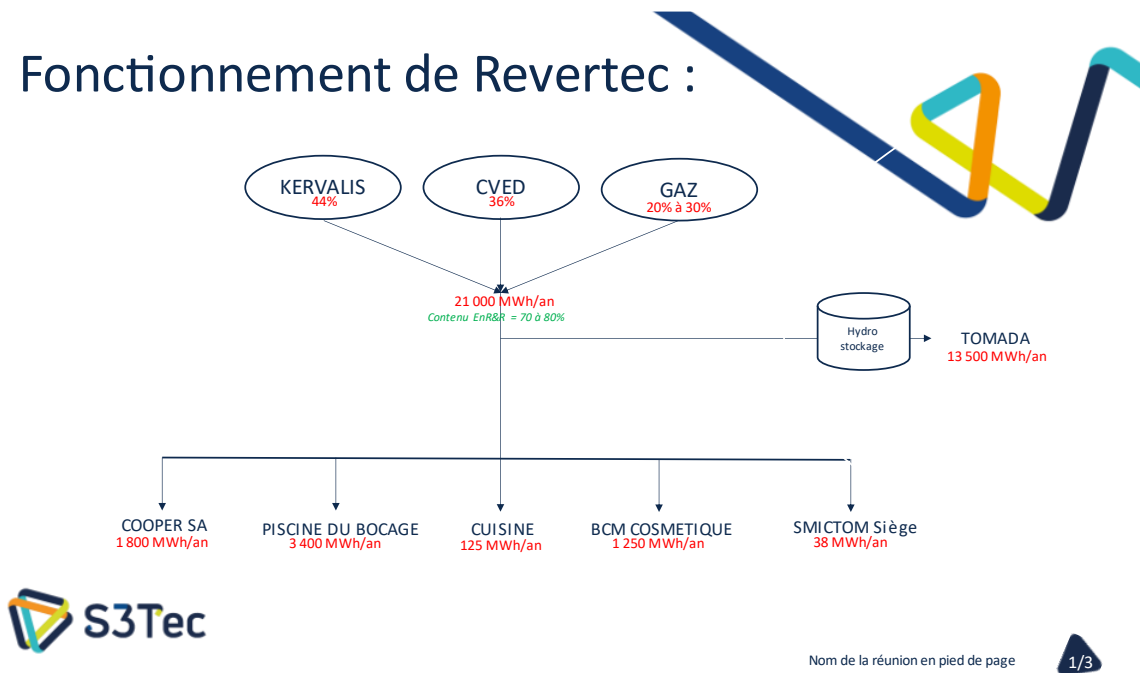 Fonctionnement de Revertec :
KERVALIS
44%
CVED
36%
GAZ
20% à 30%
21 000 MWh/an
Contenu EnR&R = 70 à 80%
Hydro
stockage
TOMADA
13 500 MWh/an
COOPER SA
1 800 MWh/an
PISCINE DU BOCAGE
3 400 MWh/an
CUISINE
125 MWh/an
BCM COSMETIQUE
1 250 MWh/an
SMICTOM Siège
38 MWh/an
S3Tec
Nom de la réunion en pied de page
1/3